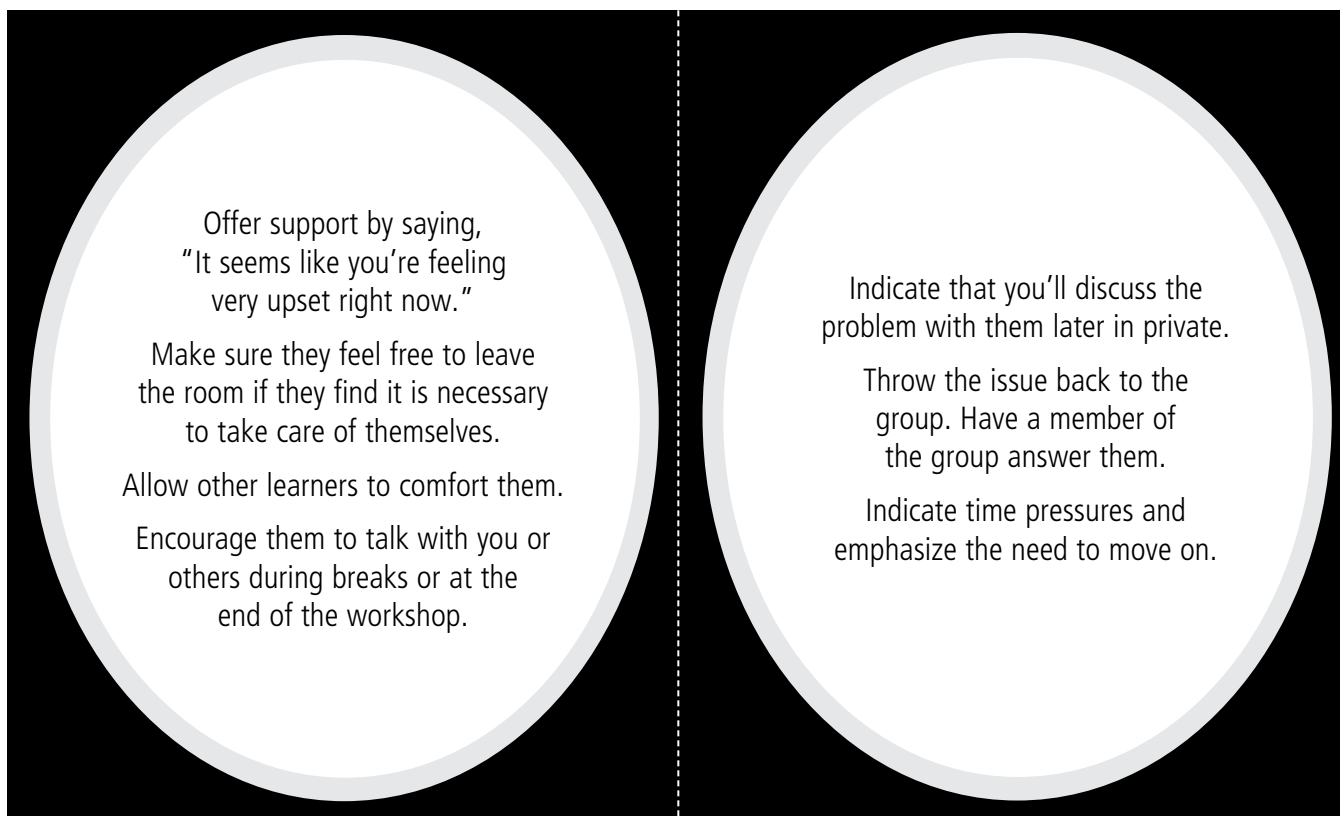 Offer support by saying,
“It seems like you’re feeling
very upset right now.”
Make sure they feel free to leave
the room if they find it is necessary
to take care of themselves.
Allow other learners to comfort them.
Encourage them to talk with you or
others during breaks or at the
end of the workshop.
Indicate that you’ll discuss the
problem with them later in private.
Throw the issue back to the
group. Have a member of
the group answer them.
Indicate time pressures and
emphasize the need to move on.